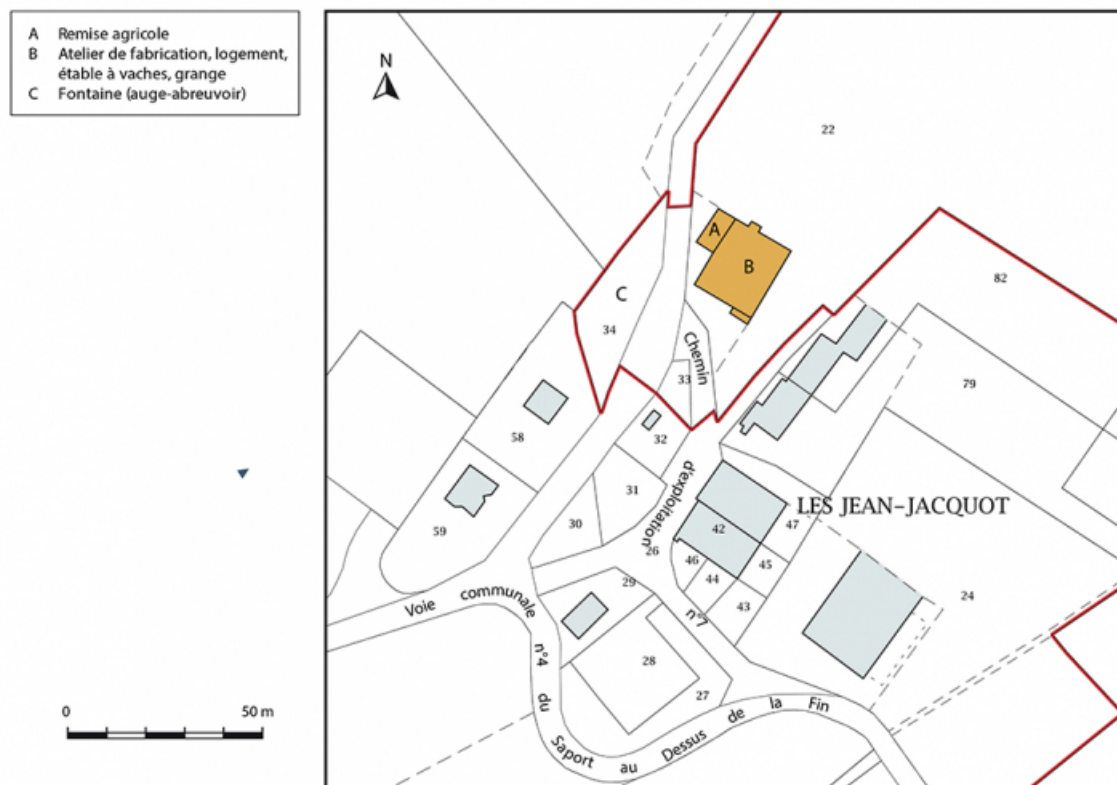 A Remise agricole
B Atelier de fabrication, logement,
étable à vaches, grange
C Fontaine (auge-abreuvoir)
N
22
A
B
82
C
34
Chemin
33
79
58
32
d'exploitation
31
LES JEAN-JACQUOT
30
42
47
59
26
46
45
44
29
24
43
Voie communale
n°7
n°4
28
du
27
Saport au Dessus de la Fin
0 50 m